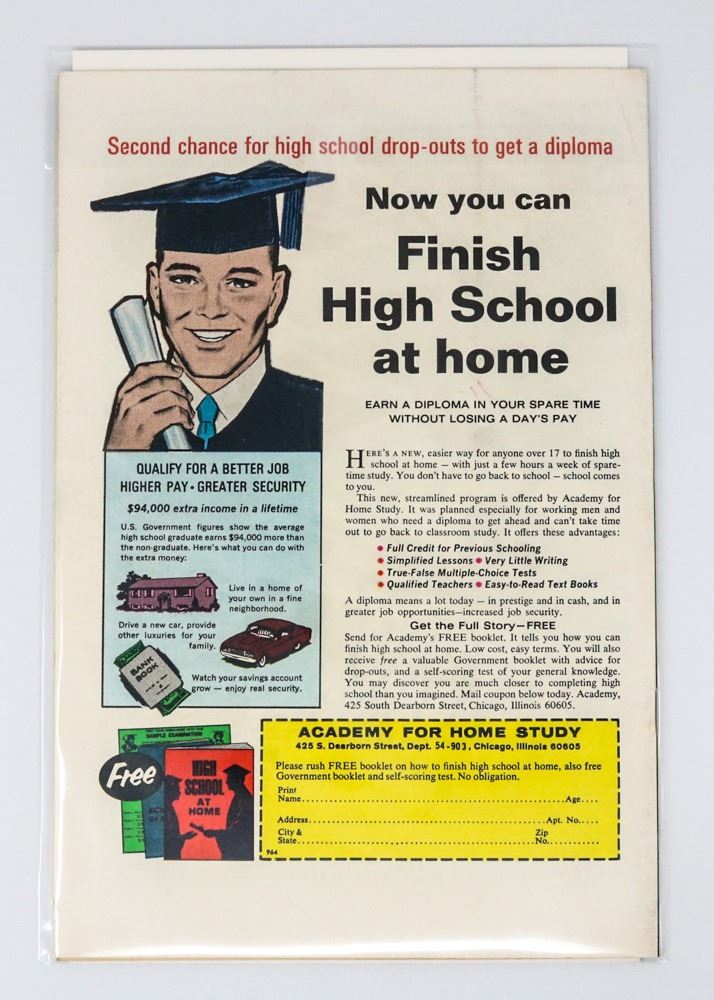 Second chance for high school drop-outs to get a diploma
Now you can
Finish
High School
at home
EARN A DIPLOMA IN YOUR SPARE TIME
WITHOUT LOSING A DAY'S PAY
HERE'S A NEW, easier way for anyone over 17 to finish high
school at home — with just a few hours a week of spare-
time study. You don't have to go back to school — school comes
to you.
This new, streamlined program is offered by Academy for
Home Study. It was planned especially for working men and
women who need a diploma to get ahead and can't take time
out to go back to classroom study. It offers these advantages:
• Full Credit for Previous Schooling
• Simplified Lessons • Very Little Writing
• True-False Multiple-Choice Tests
• Qualified Teachers • Easy-to-Read Text Books
A diploma means a lot today — in prestige and in cash, and in
greater job opportunities—increased job security.
Get the Full Story—FREE
Send for Academy's FREE booklet. It tells you how you can
finish high school at home. Low cost, easy terms. You will also
receive free a valuable Government booklet with advice for
drop-outs, and a self-scoring test of your general knowledge.
You may discover you are much closer to completing high
school than you imagined. Mail coupon below today. Academy,
425 South Dearborn Street, Chicago, Illinois 60605.
QUALIFY FOR A BETTER JOB
HIGHER PAY • GREATER SECURITY
$94,000 extra income in a lifetime
U.S. Government figures show the average
high school graduate earns $94,000 more than
the non-graduate. Here's what you can do with
the extra money:
Live in a home of
your own in a fine
neighborhood.
Drive a new car, provide
other luxuries for your
family.
BANK
BOOK
Watch your savings account
grow — enjoy real security.
Free
SAMPLE EXAMINATION
HIGH
SCHOOL
AT
HOME
ACADEMY FOR HOME STUDY
425 S. Dearborn Street, Dept. 54-903, Chicago, Illinois 60605
Please rush FREE booklet on how to finish high school at home, also free
Government booklet and self-scoring test. No obligation.
Print
Name..........Age....
Address..........Apt. No.....
City & Zip
State..........No..........
964